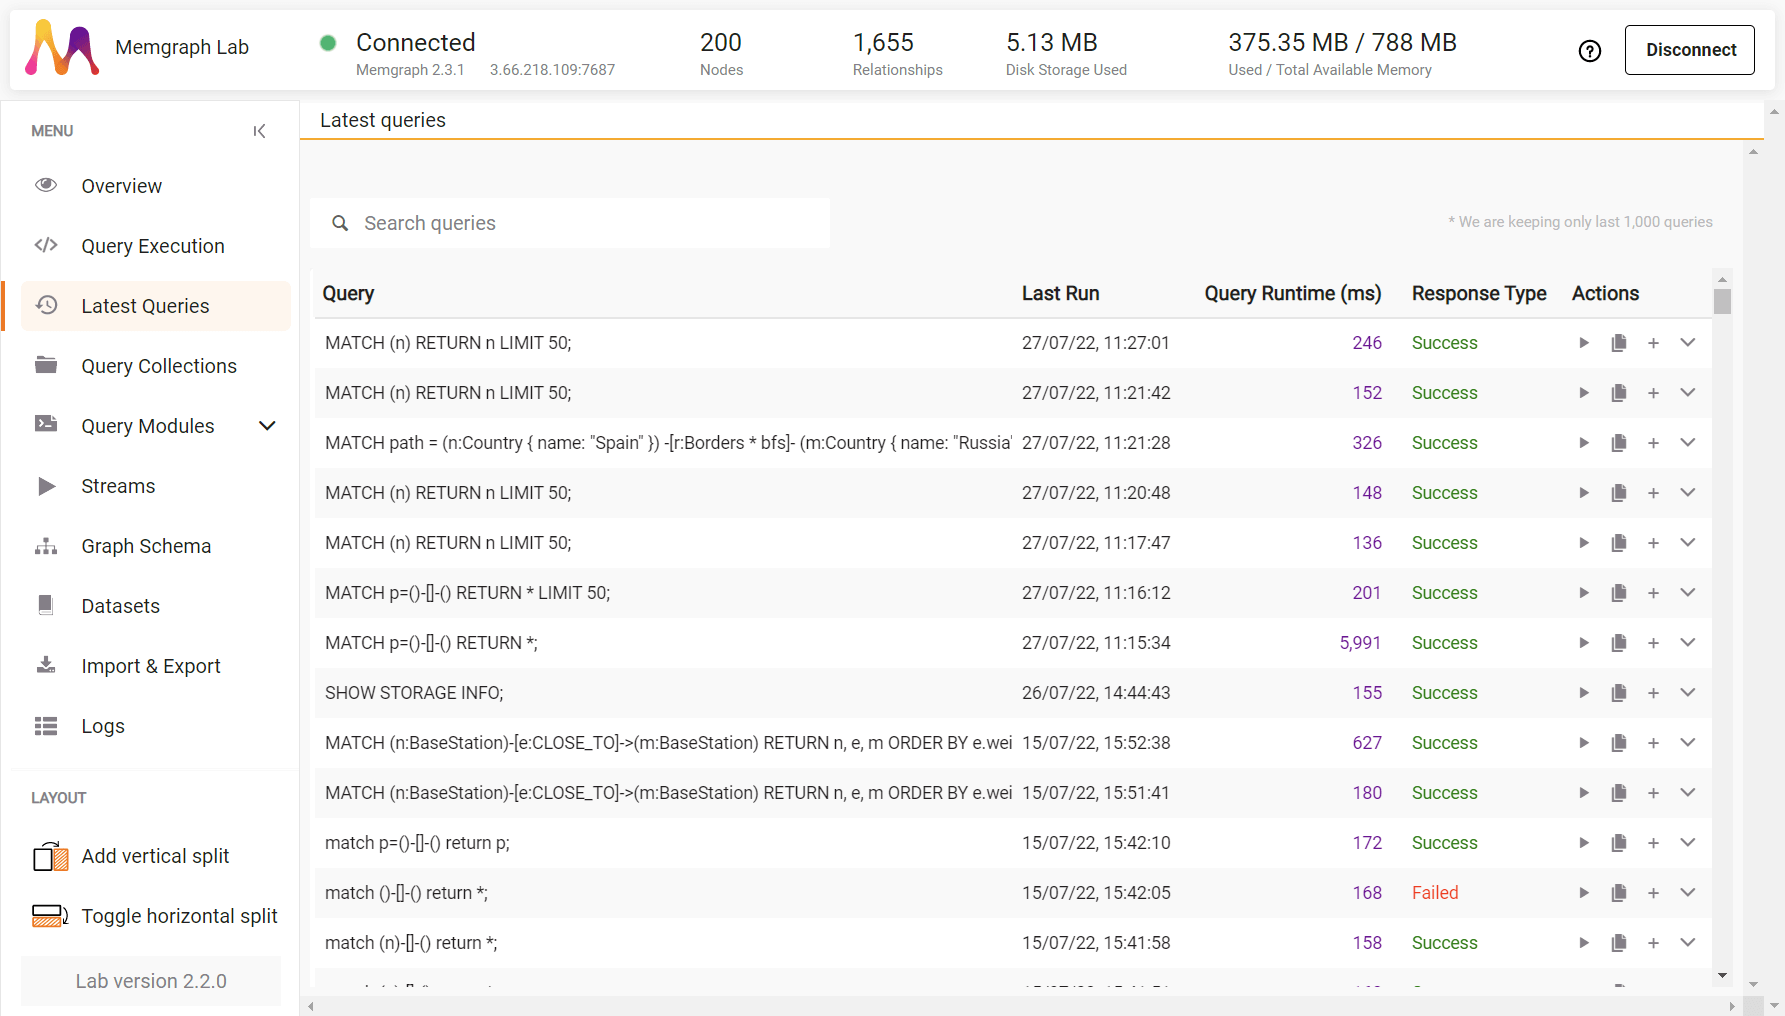 Memgraph Lab
Connected
Memgraph 2.3.1 3.66.218.109:7687
200
Nodes
1,655
Relationships
5.13 MB
Disk Storage Used
375.35 MB / 788 MB
Used / Total Available Memory
Disconnect
MENU
Overview
Query Execution
Latest Queries
Query Collections
Query Modules
Streams
Graph Schema
Datasets
Import & Export
Logs
LAYOUT
Add vertical split
Toggle horizontal split
Lab version 2.2.0
Latest queries
Search queries
* We are keeping only last 1,000 queries
Query Last Run Query Runtime (ms) Response Type Actions
MATCH (n) RETURN n LIMIT 50; 27/07/22, 11:27:01 246 Success
MATCH (n) RETURN n LIMIT 50; 27/07/22, 11:21:42 152 Success
MATCH path = (n:Country { name: "Spain" }) -[r:Borders * bfs]- (m:Country { name: "Russia" 27/07/22, 11:21:28 326 Success
MATCH (n) RETURN n LIMIT 50; 27/07/22, 11:20:48 148 Success
MATCH (n) RETURN n LIMIT 50; 27/07/22, 11:17:47 136 Success
MATCH p=()-[]-() RETURN * LIMIT 50; 27/07/22, 11:16:12 201 Success
MATCH p=()-[]-() RETURN *; 27/07/22, 11:15:34 5,991 Success
SHOW STORAGE INFO; 26/07/22, 14:44:43 155 Success
MATCH (n:BaseStation)-[e:CLOSE_TO]->(m:BaseStation) RETURN n, e, m ORDER BY e.wei 15/07/22, 15:52:38 627 Success
MATCH (n:BaseStation)-[e:CLOSE_TO]->(m:BaseStation) RETURN n, e, m ORDER BY e.wei 15/07/22, 15:51:41 180 Success
match p=()-[]-() return p; 15/07/22, 15:42:10 172 Success
match ()-[]-() return *; 15/07/22, 15:42:05 168 Failed
match (n)-[]-() return *; 15/07/22, 15:41:58 158 Success